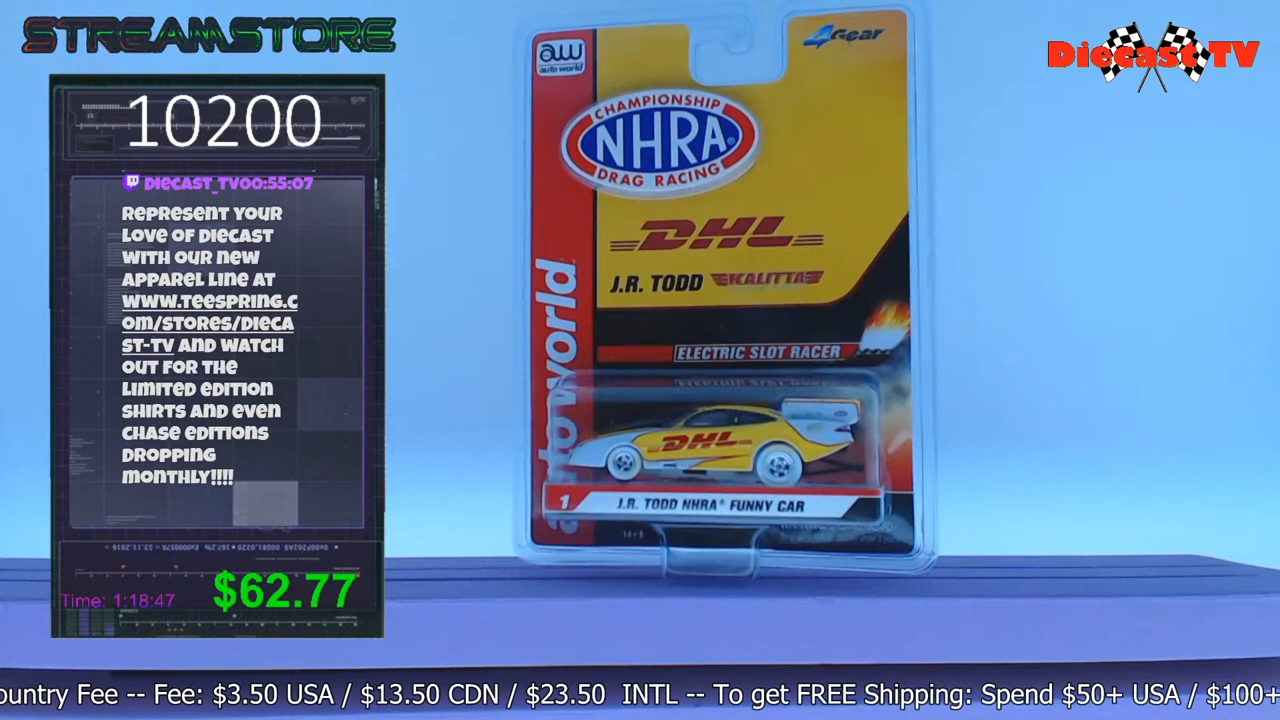 STREAMSTORE
10200
DIECAST_TV00:55:07
REPRESENT YOUR
LOVE OF DIECAST
WITH OUR NEW
APPAREL LINE AT
WWW.TEESPRING.C
OM/STORES/DIECA
ST-TV AND WATCH
OUT FOR THE
LIMITED EDITION
SHIRTS AND EVEN
CHASE EDITIONS
DROPPING
MONTHLY!!!!
Time: 1:18:47
$62.77
aw
auto world
4Gear
CHAMPIONSHIP
NHRA®
DRAG RACING
DHL
J.R. TODD KALITTA
ELECTRIC SLOT RACER
DHL
1 J.R. TODD NHRA® FUNNY CAR
14+
Diecast TV
ountry Fee -- Fee: $3.50 USA / $13.50 CDN / $23.50 INTL -- To get FREE Shipping: Spend $50+ USA / $100+